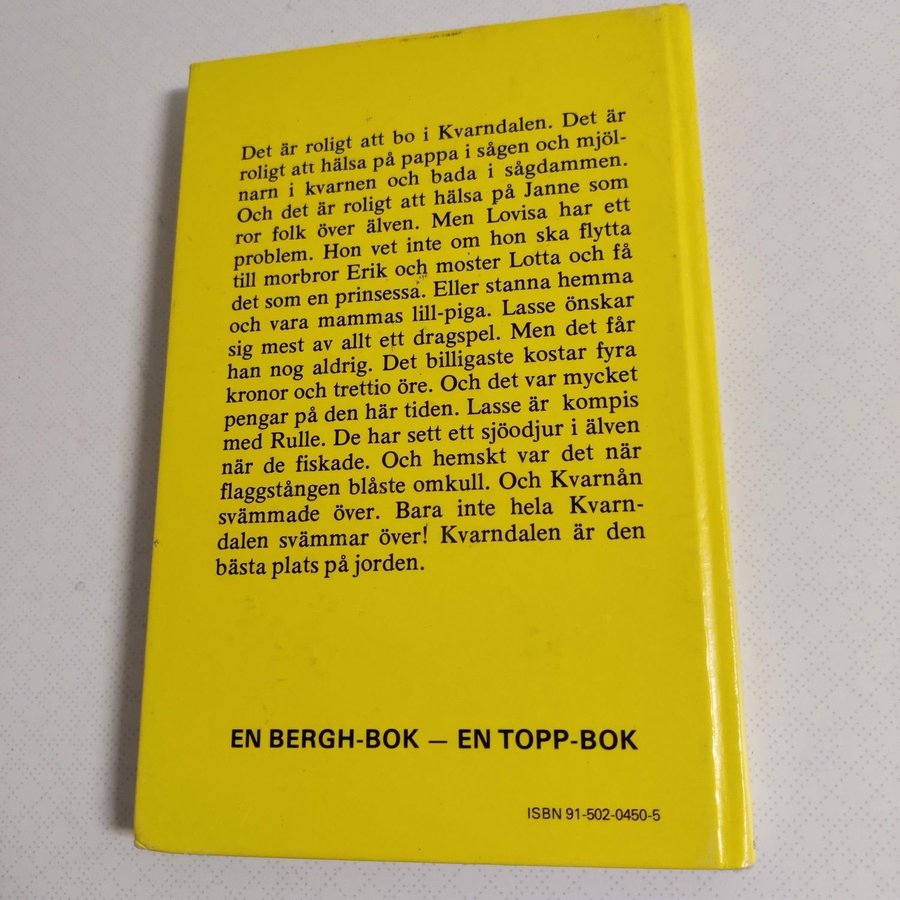 Det är roligt att bo i Kvarndalen. Det är
roligt att hälsa på pappa i sågen och mjöl-
narn i kvarnen och bada i sågdammen.
Och det är roligt att hälsa på Janne som
ror folk över älven. Men Lovisa har ett
problem. Hon vet inte om hon ska flytta
till morbror Erik och moster Lotta och få
det som en prinsessa. Eller stanna hemma
och vara mammas lill-piga. Lasse önskar
sig mest av allt ett dragspel. Men det får
han nog aldrig. Det billigaste kostar fyra
kronor och trettio öre. Och det var mycket
pengar på den här tiden. Lasse är kompis
med Rulle. De har sett ett sjöodjur i älven
när de fiskade. Och hemskt var det när
flaggstången blåste omkull. Och Kvarnån
svämmade över. Bara inte hela Kvarn-
dalen svämmar över! Kvarndalen är den
bästa plats på jorden.
EN BERGH-BOK — EN TOPP-BOK
ISBN 91-502-0450-5